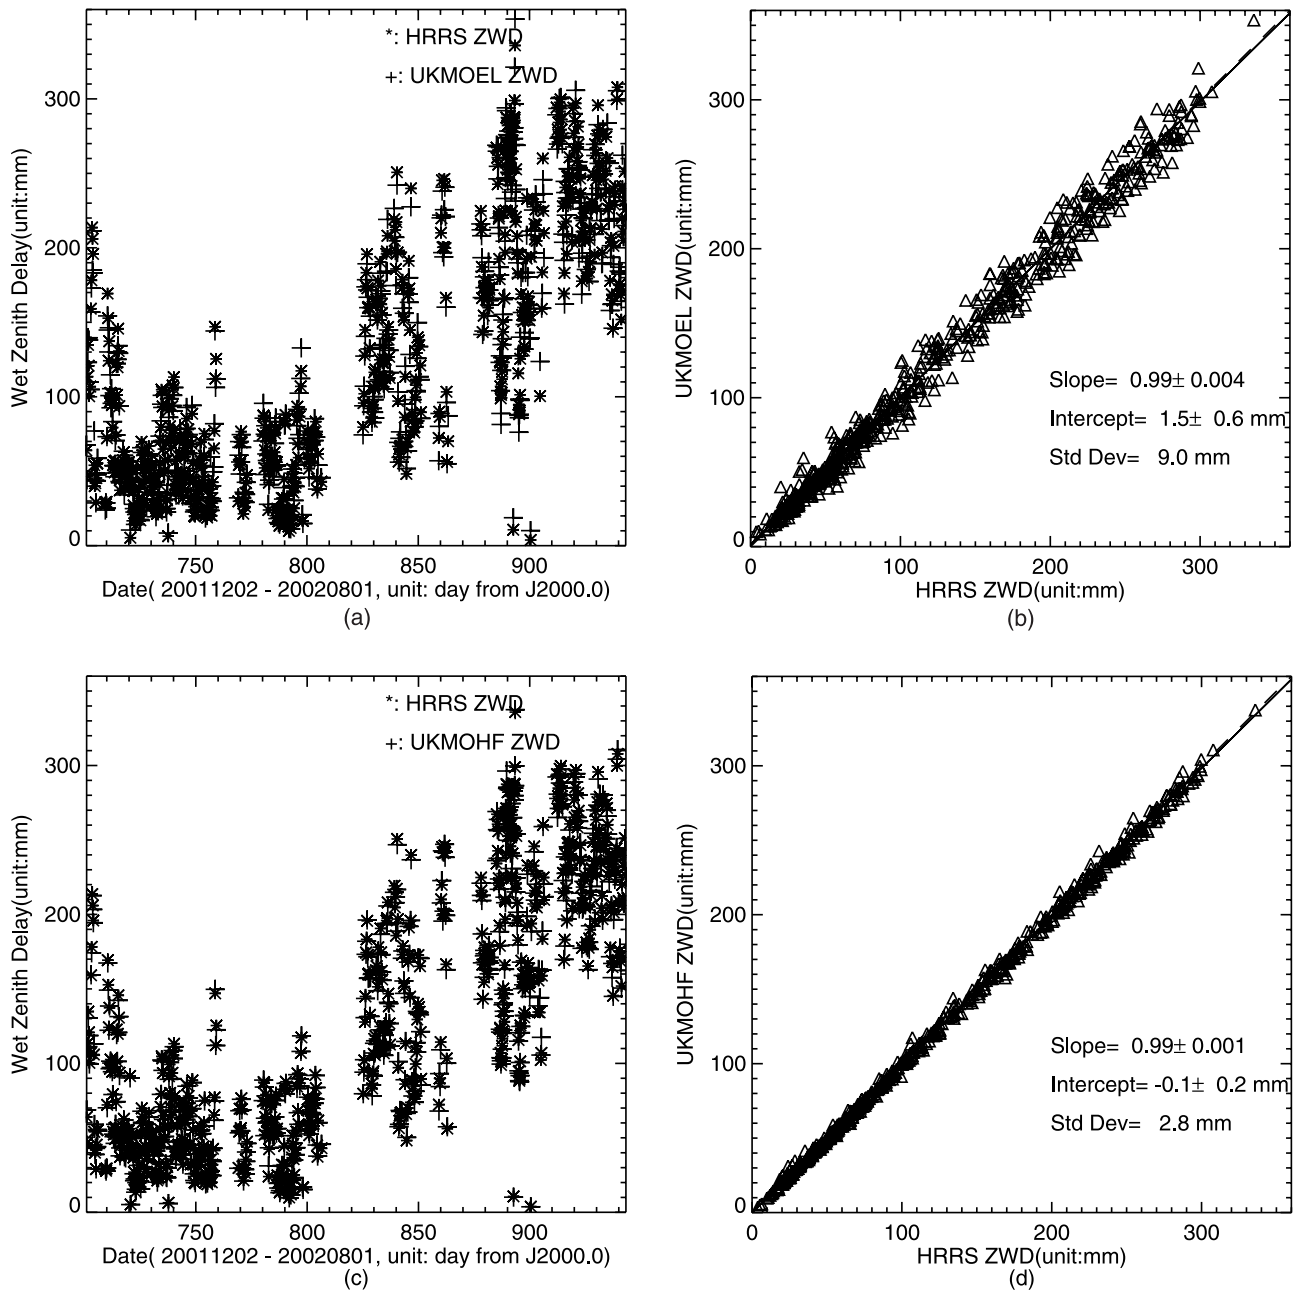 *: HRRS ZWD
+: UKMOEL ZWD
Wet Zenith Delay(unit:mm)
300
200
100
0
750 800 850 900
Date( 20011202 - 20020801, unit: day from J2000.0)
(a)
UKMOEL ZWD(unit:mm)
300
200
100
0
Slope= 0.99± 0.004
Intercept= 1.5± 0.6 mm
Std Dev= 9.0 mm
0 100 200 300
HRRS ZWD(unit:mm)
(b)
*: HRRS ZWD
+: UKMOHF ZWD
Wet Zenith Delay(unit:mm)
300
200
100
0
750 800 850 900
Date( 20011202 - 20020801, unit: day from J2000.0)
(c)
UKMOHF ZWD(unit:mm)
300
200
100
0
Slope= 0.99± 0.001
Intercept= -0.1± 0.2 mm
Std Dev= 2.8 mm
0 100 200 300
HRRS ZWD(unit:mm)
(d)